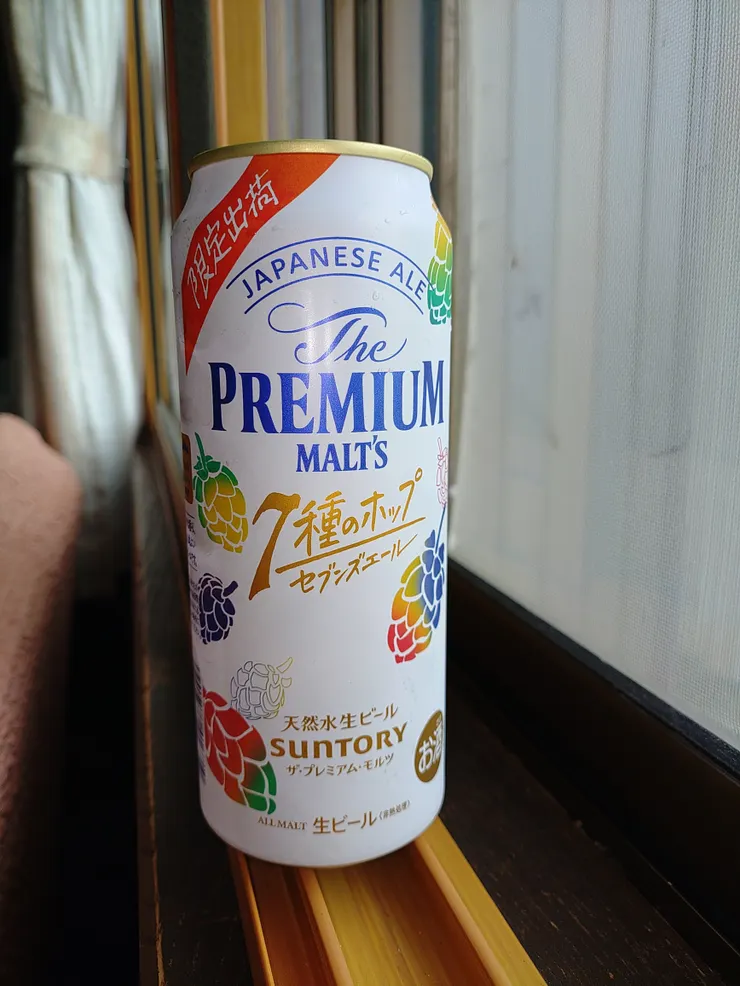 限定出荷
JAPANESE ALE
The
PREMIUM
MALT'S
7種のホップ
セブンズエール
天然水生ビール
SUNTORY
ザ・プレミアム・モルツ
お酒
ALL MALT 生ビール(非熱処理)